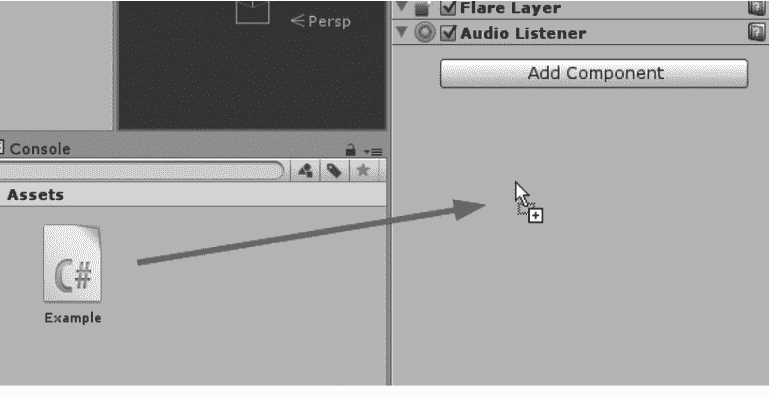 Flare Layer
Persp
Audio Listener
Add Component
Console
Assets
C#
Example